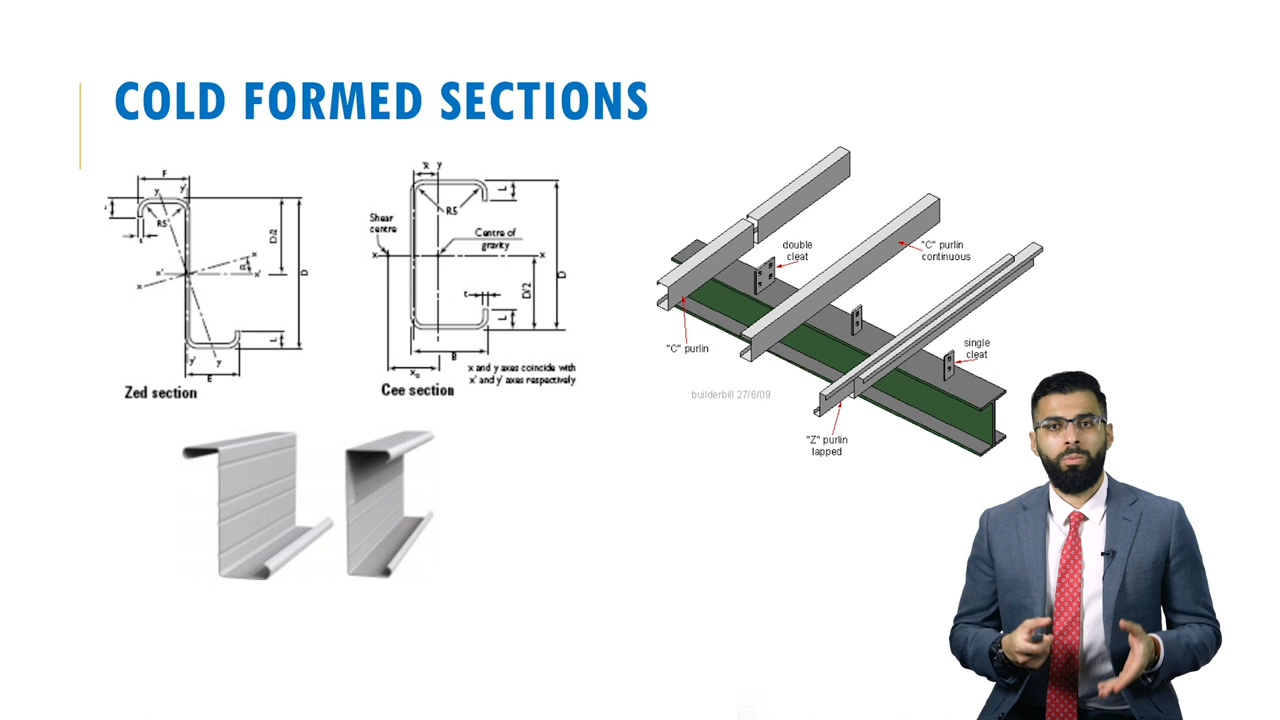 COLD FORMED SECTIONS
F
y
y'
R5
t
D/2
D
x
x'
α
x'
x
L
y'
y
E
Zed section
x̄
y
L
R5
Shear
centre
Centre of
gravity
x
x
D
D/2
t
L
B
x and y axes coincide with
x' and y' axes respectively
Cee section
double
cleat
"C" purlin
continuous
"C" purlin
single
cleat
builderbill 27/6/09
"Z" purlin
lapped